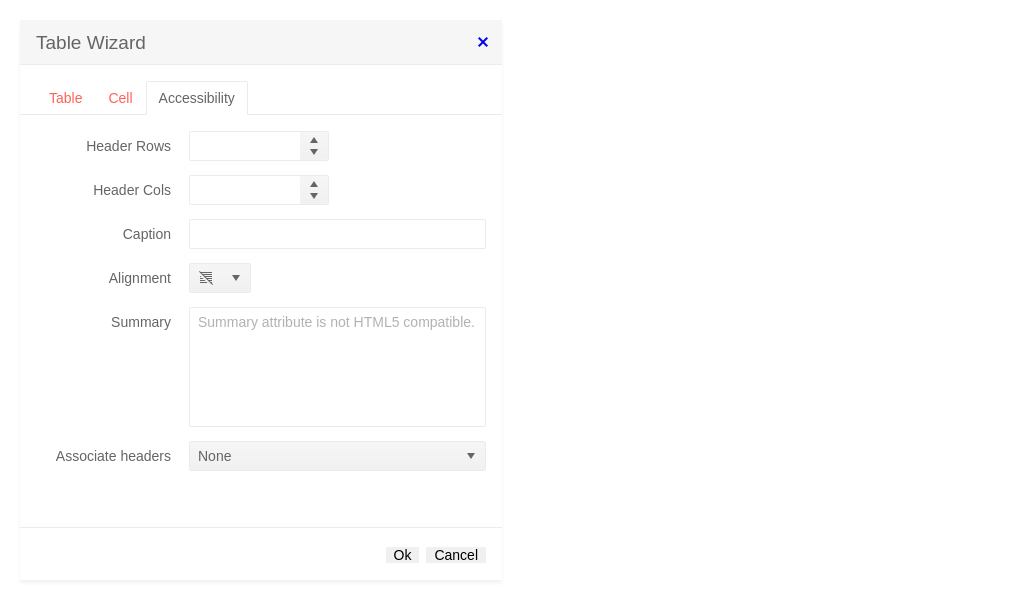 Table Wizard
Table Cell Accessibility
Header Rows
Header Cols
Caption
Alignment
Summary Summary attribute is not HTML5 compatible.
Associate headers None
Ok Cancel